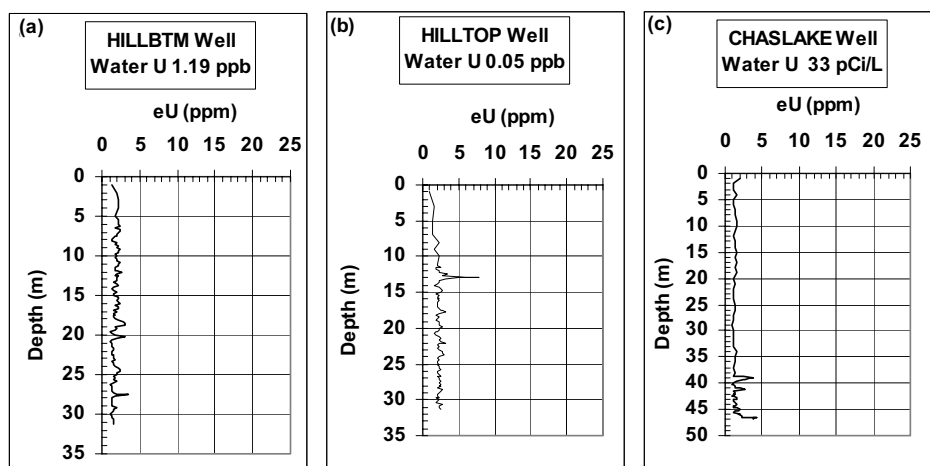 (a)
HILLBTM Well
Water U 1.19 ppb
eU (ppm)
0 5 10 15 20 25
0
5
10
15
20
25
30
35
Depth (m)
(b)
HILLTOP Well
Water U 0.05 ppb
eU (ppm)
0 5 10 15 20 25
0
5
10
15
20
25
30
35
Depth (m)
(c)
CHASLAKE Well
Water U 33 pCi/L
eU (ppm)
0 5 10 15 20 25
0
5
10
15
20
25
30
35
40
45
50
Depth (m)